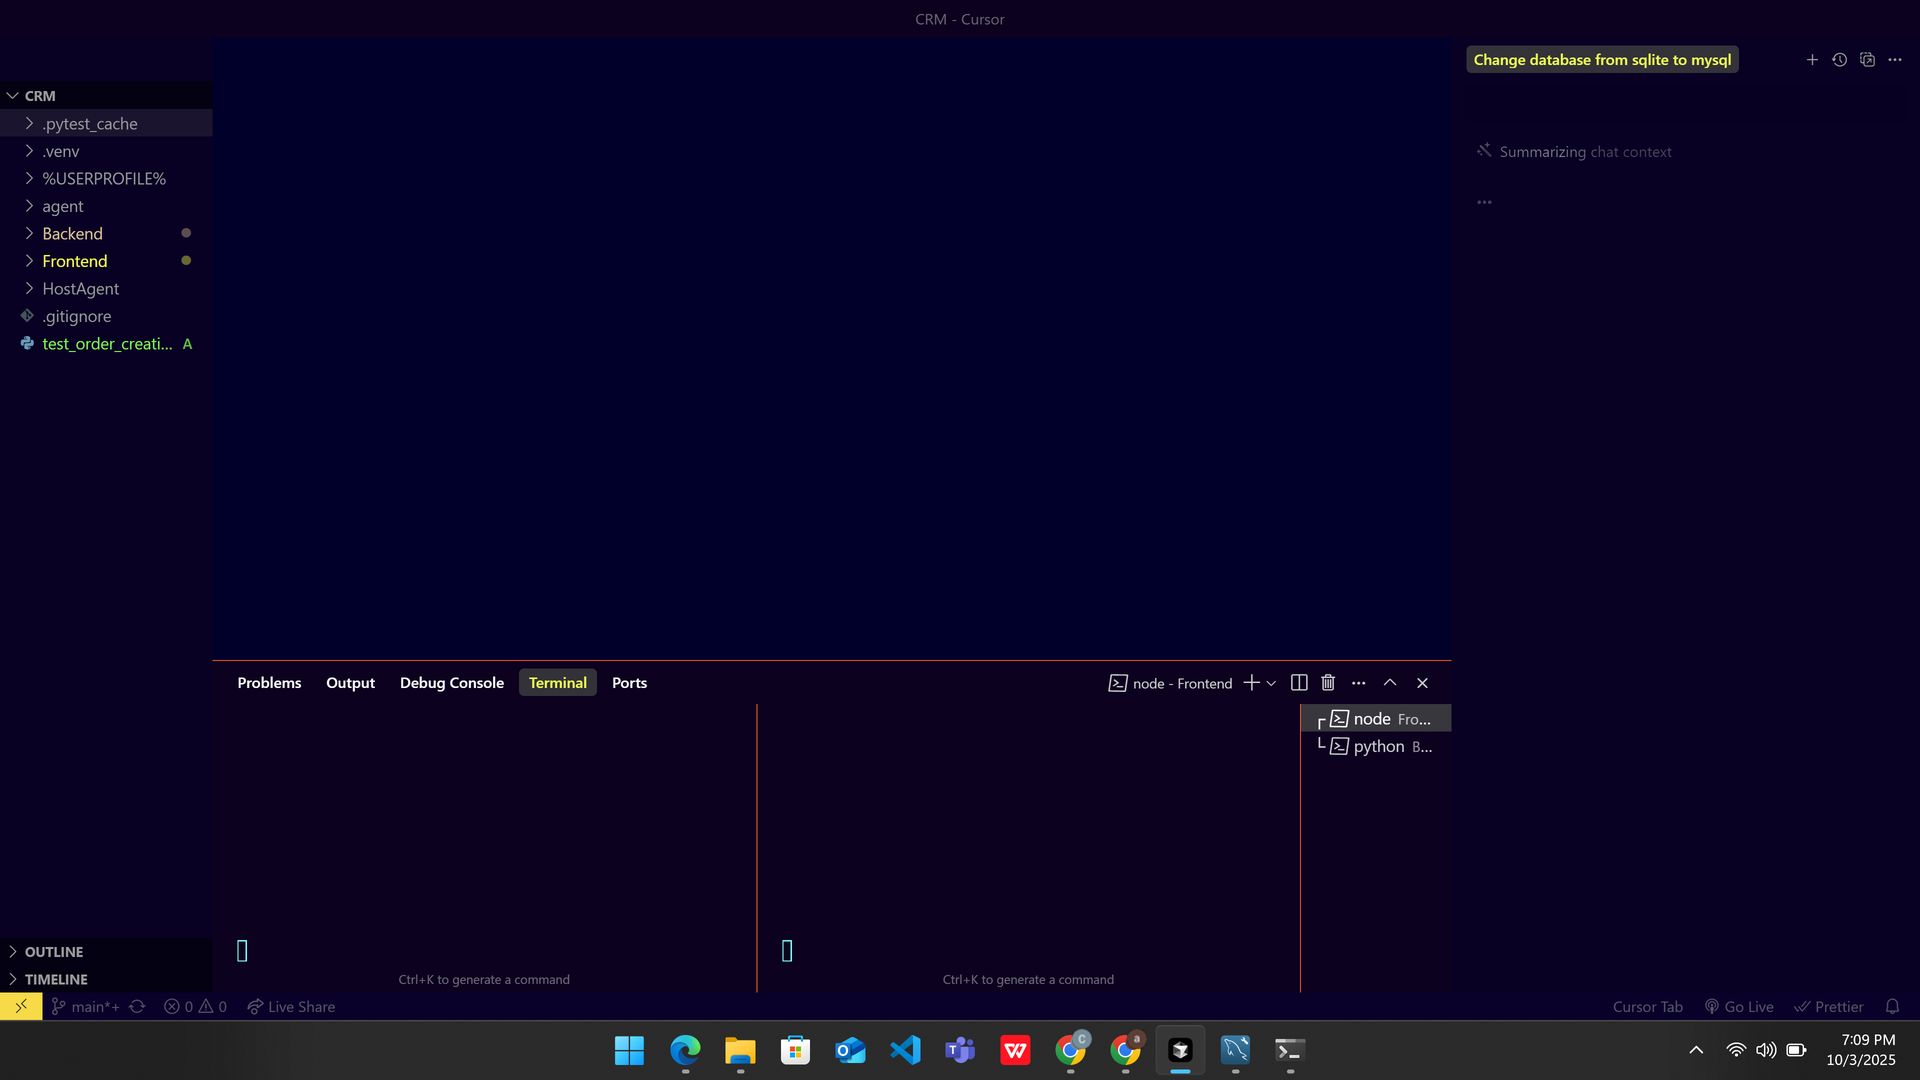 CRM - Cursor
CRM
.pytest_cache
.venv
%USERPROFILE%
agent
Backend
Frontend
HostAgent
.gitignore
test_order_creati... A
OUTLINE
TIMELINE
Change database from sqlite to mysql
Summarizing chat context
...
Problems Output Debug Console Terminal Ports
node - Frontend
node Fro...
python B...
Ctrl+K to generate a command
Ctrl+K to generate a command
main*+ 0 0 Live Share
Cursor Tab Go Live Prettier
C
a
7:09 PM
10/3/2025